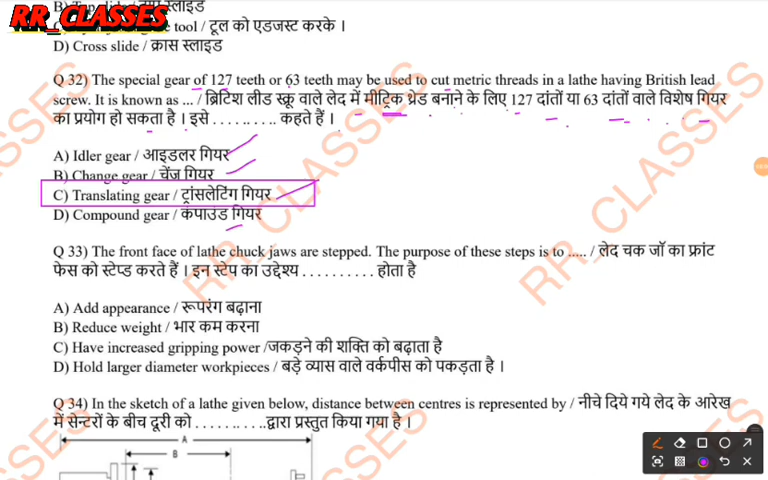 RR_CLASSES
D) Cross slide / क्रास स्लाइड
tool / टूल को एडजस्ट करके ।
Q 32) The special gear of 127 teeth or 63 teeth may be used to cut metric threads in a lathe having British lead
screw. It is known as ... / ब्रिटिश लीड स्क्रू वाले लेद में मीट्रिक थ्रेड बनाने के लिए 127 दांतों या 63 दांतों वाले विशेष गियर
का प्रयोग हो सकता है । इसे . . . . . . . . . . कहते हैं ।
A) Idler gear / आइडलर गियर
B) Change gear / चेंज गियर
C) Translating gear / ट्रांसलेटिंग गियर
D) Compound gear / कंपाउंड गियर
Q 33) The front face of lathe chuck jaws are stepped. The purpose of these steps is to ..... / लेद चक जॉ का फ्रांट
फेस को स्टेप्ड करते हैं । इन स्टेप का उद्देश्य . . . . . . . . . . होता है
A) Add appearance / रूपरंग बढ़ाना
B) Reduce weight / भार कम करना
C) Have increased gripping power /जकड़ने की शक्ति को बढ़ाता है
D) Hold larger diameter workpieces / बड़े व्यास वाले वर्कपीस को पकड़ता है ।
Q 34) In the sketch of a lathe given below, distance between centres is represented by / नीचे दिये गये लेद के आरेख
में सेन्टरों के बीच दूरी को . . . . . . . . . . .द्वारा प्रस्तुत किया गया है ।
A
B
RR_CLASSES
RR_CLASSES